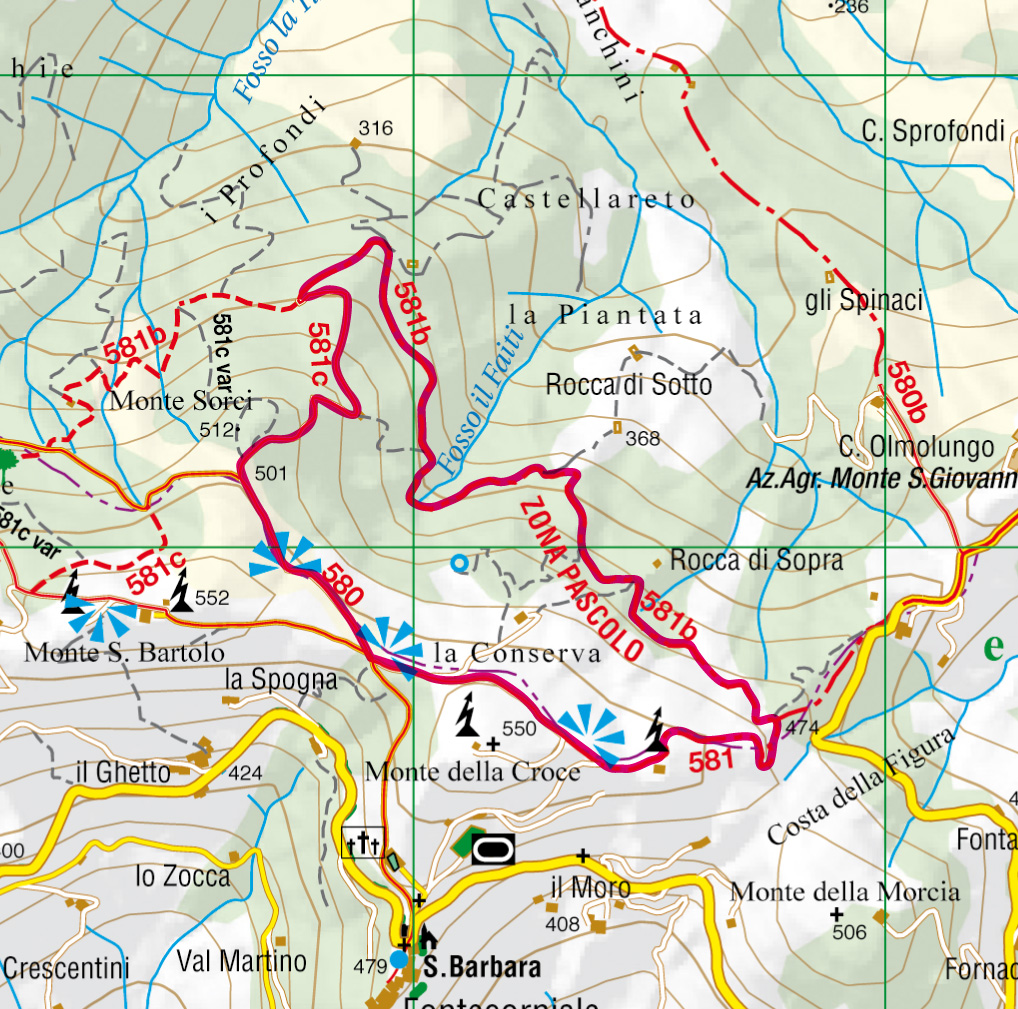 236
hie
Fosso la
anchini
316
C. Sprofondi
i Profondi
Castellareto
gli Spinaci
la Piantata
581b
581b
581c
581c var
Fosso il Faiti
Rocca di Sotto
580b
Monte Sorci
512
368
C. Olmolungo
Az.Agr. Monte S.Giovann
501
e
581c var
ZONA PASCOLO
Rocca di Sopra
581c
580
552
581b
e
Monte S. Bartolo
la Conserva
la Spogna
550
474
581
il Ghetto
424
Monte della Croce
Costa della Figura
4
Fonta
00
lo Zocca
il Moro
Monte della Morcia
408
506
Crescentini
Val Martino
479
S.Barbara
Fornac
Fontecorniale